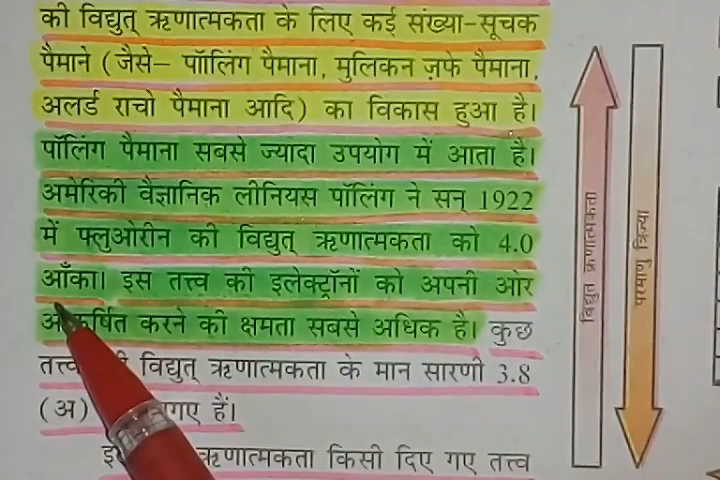 की विद्युत् ऋणात्मकता के लिए कई संख्या-सूचक
पैमाने (जैसे– पॉलिंग पैमाना, मुलिकन ज़फे पैमाना,
अलर्ड राचो पैमाना आदि) का विकास हुआ है।
पॉलिंग पैमाना सबसे ज्यादा उपयोग में आता है।
अमेरिकी वैज्ञानिक लीनियस पॉलिंग ने सन् 1922
में फ्लुओरीन की विद्युत् ऋणात्मकता को 4.0
आँका। इस तत्त्व की इलेक्ट्रॉनों को अपनी ओर
करने की क्षमता सबसे अधिक है। कुछ
विद्युत् ऋणात्मकता के मान सारणी 3.8
(अ) गए हैं।
ऋणात्मकता किसी दिए गए तत्त्व
विद्युत ऋणात्मकता
परमाणु त्रिज्या